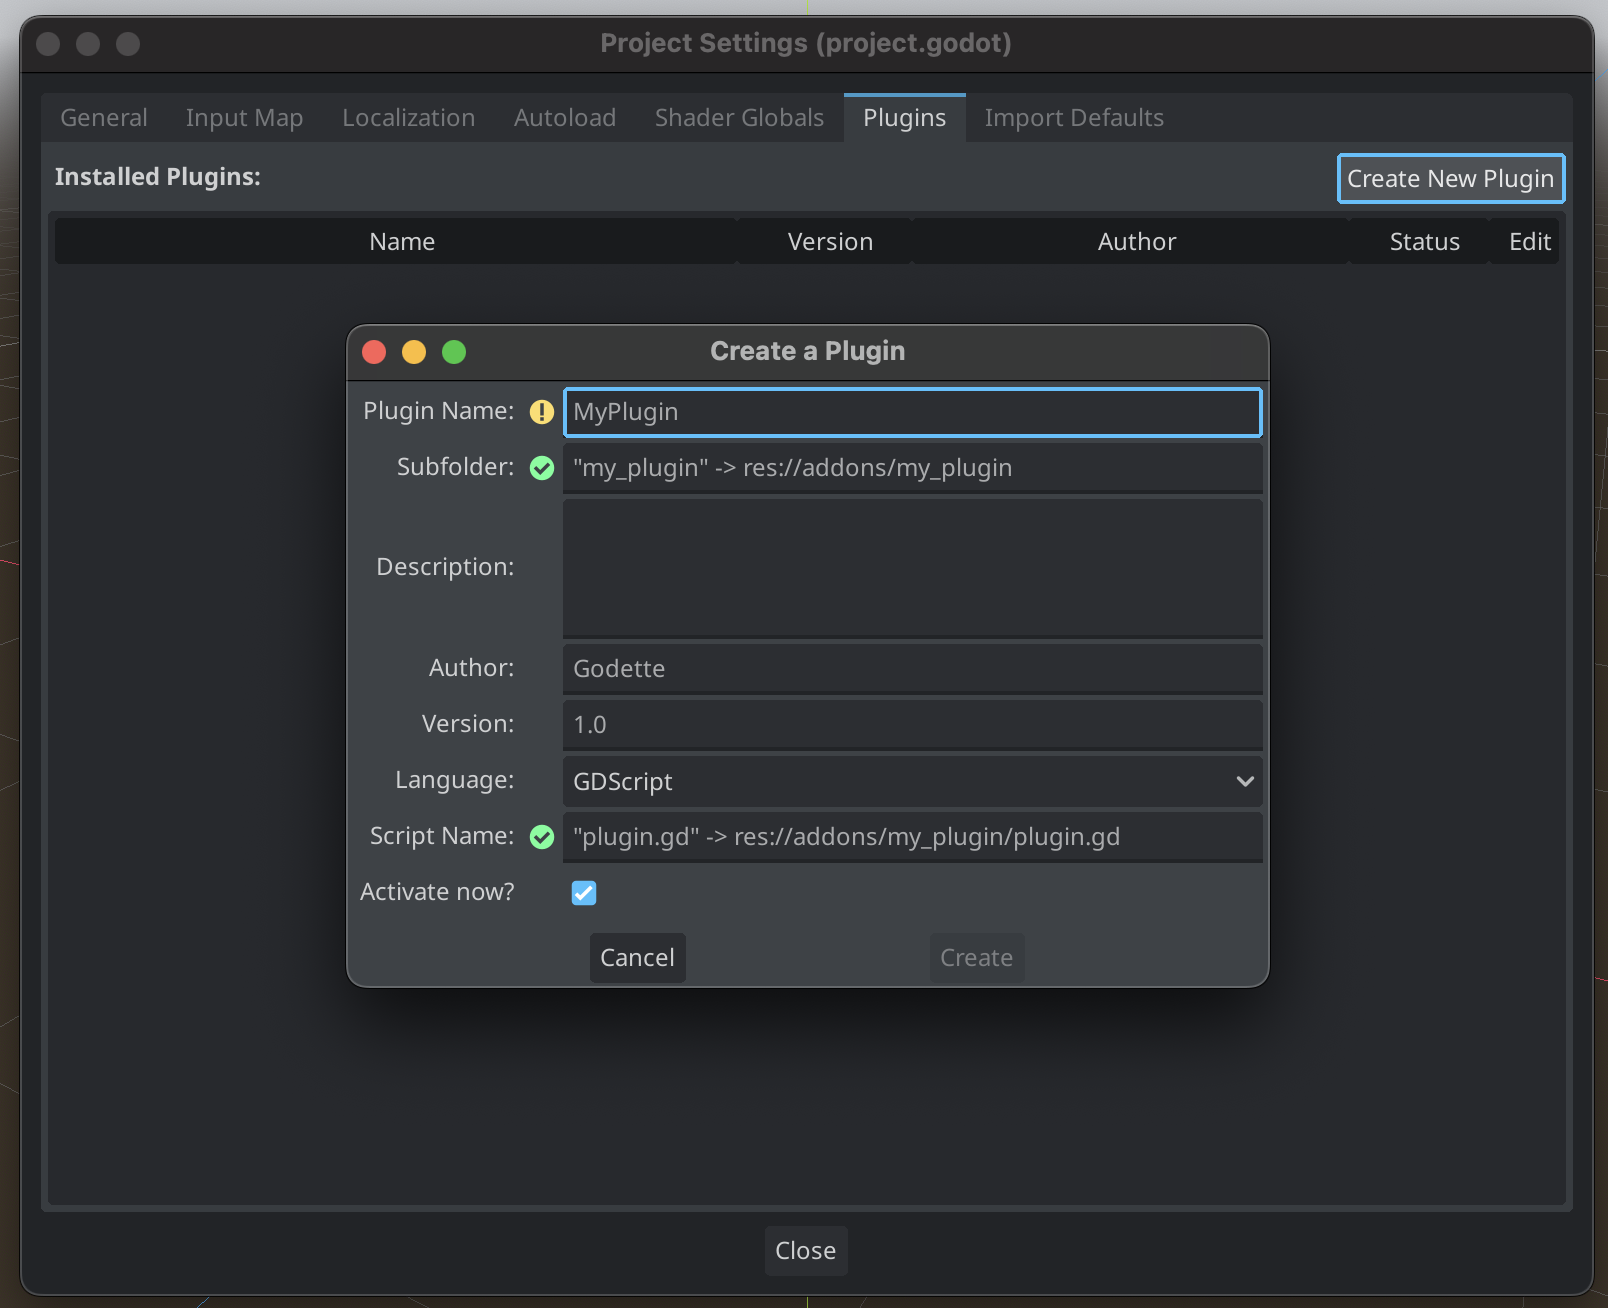 Project Settings (project.godot)
General Input Map Localization Autoload Shader Globals Plugins Import Defaults
Installed Plugins: Create New Plugin
Name Version Author Status Edit
Create a Plugin
Plugin Name: MyPlugin
Subfolder: "my_plugin" -> res://addons/my_plugin
Description:
Author: Godette
Version: 1.0
Language: GDScript
Script Name: "plugin.gd" -> res://addons/my_plugin/plugin.gd
Activate now?
Cancel Create
Close